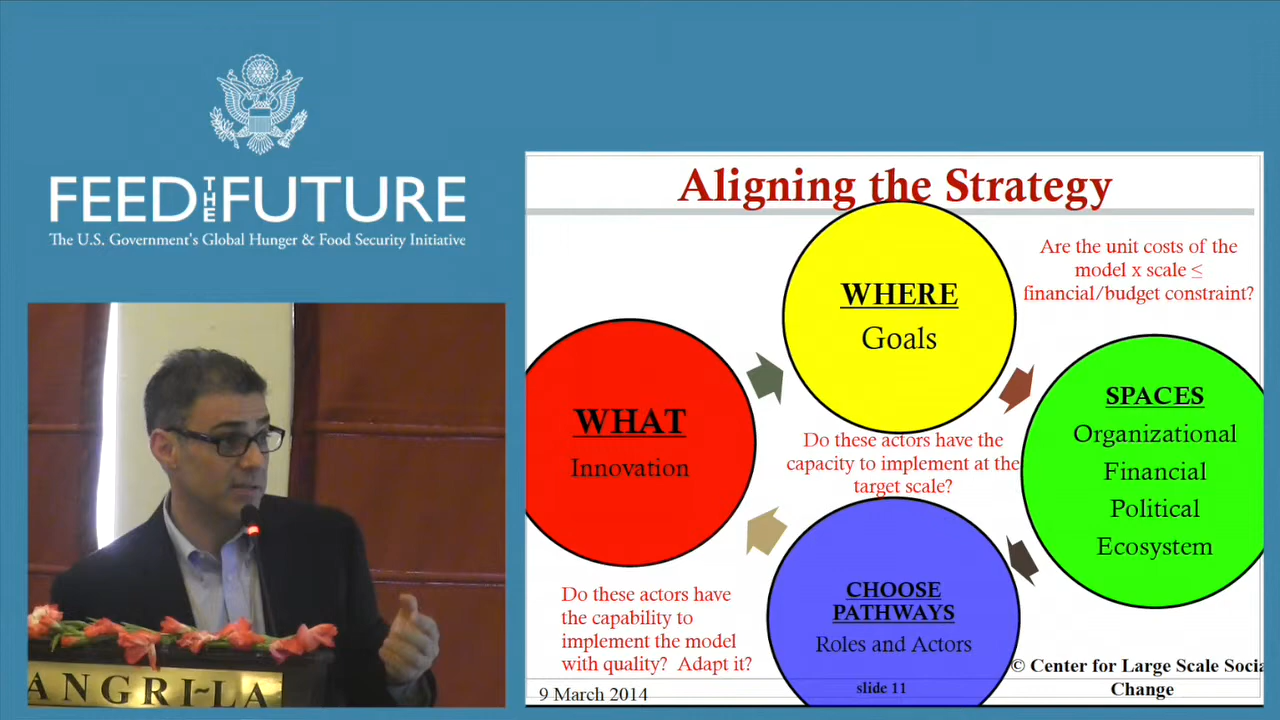 FEED THE FUTURE
The U.S. Government's Global Hunger & Food Security Initiative
ANGRI~LA
Aligning the Strategy
Are the unit costs of the
model x scale ≤
financial/budget constraint?
WHERE
Goals
WHAT
Innovation
SPACES
Organizational
Financial
Political
Ecosystem
Do these actors have the
capacity to implement at the
target scale?
CHOOSE
PATHWAYS
Roles and Actors
Do these actors have
the capability to
implement the model
with quality? Adapt it?
© Center for Large Scale Socia
Change
9 March 2014
slide 11